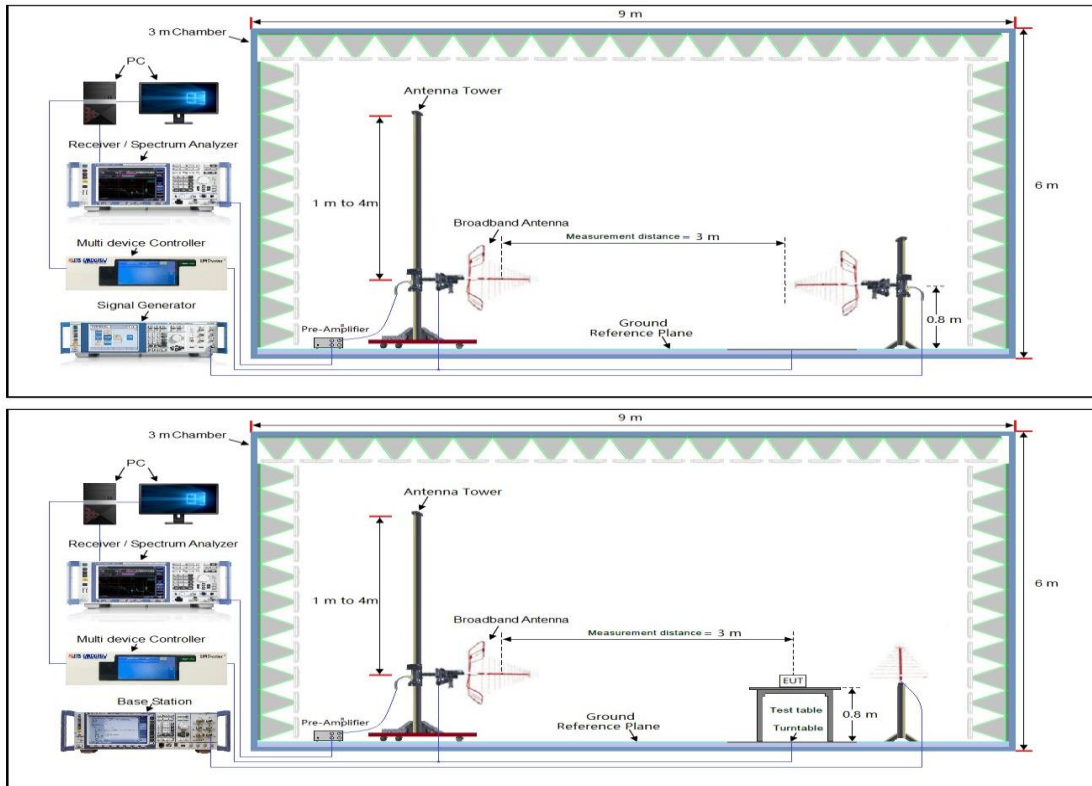 9 m
3 m Chamber
PC
Antenna Tower
Receiver / Spectrum Analyzer
6 m
1 m to 4m
Broadband Antenna
Measurement distance = 3 m
Multi device Controller
Signal Generator
0.8 m
Pre-Amplifier
Ground
Reference Plane
9 m
3 m Chamber
PC
Antenna Tower
Receiver / Spectrum Analyzer
6 m
1 m to 4m
Broadband Antenna
Measurement distance = 3 m
Multi device Controller
EUT
Base Station
Test table
0.8 m
Pre-Amplifier
Ground
Reference Plane
Turntable